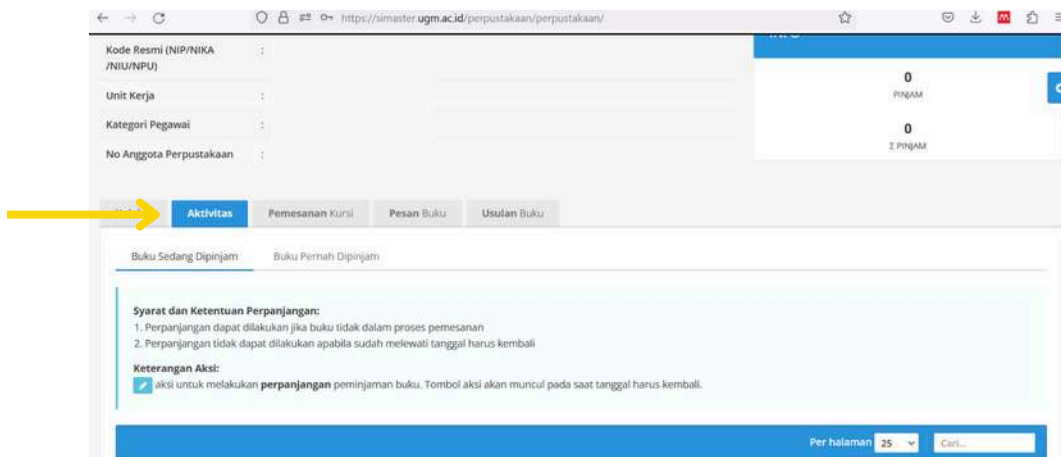 https://simaster.ugm.ac.id/perpustakaan/perpustakaan/
Kode Resmi (NIP/NIKA
/NIU/NPU) :
Unit Kerja :
Kategori Pegawai :
No Anggota Perpustakaan :
0
PINJAM
0
Σ PINJAM
Aktivitas
Pemesanan Kursi
Pesan Buku
Usulan Buku
Buku Sedang Dipinjam
Buku Pernah Dipinjam
Syarat dan Ketentuan Perpanjangan:
1. Perpanjangan dapat dilakukan jika buku tidak dalam proses pemesanan
2. Perpanjangan tidak dapat dilakukan apabila sudah melewati tanggal harus kembali
Keterangan Aksi:
aksi untuk melakukan perpanjangan peminjaman buku. Tombol aksi akan muncul pada saat tanggal harus kembali.
Per halaman 25 Cari...